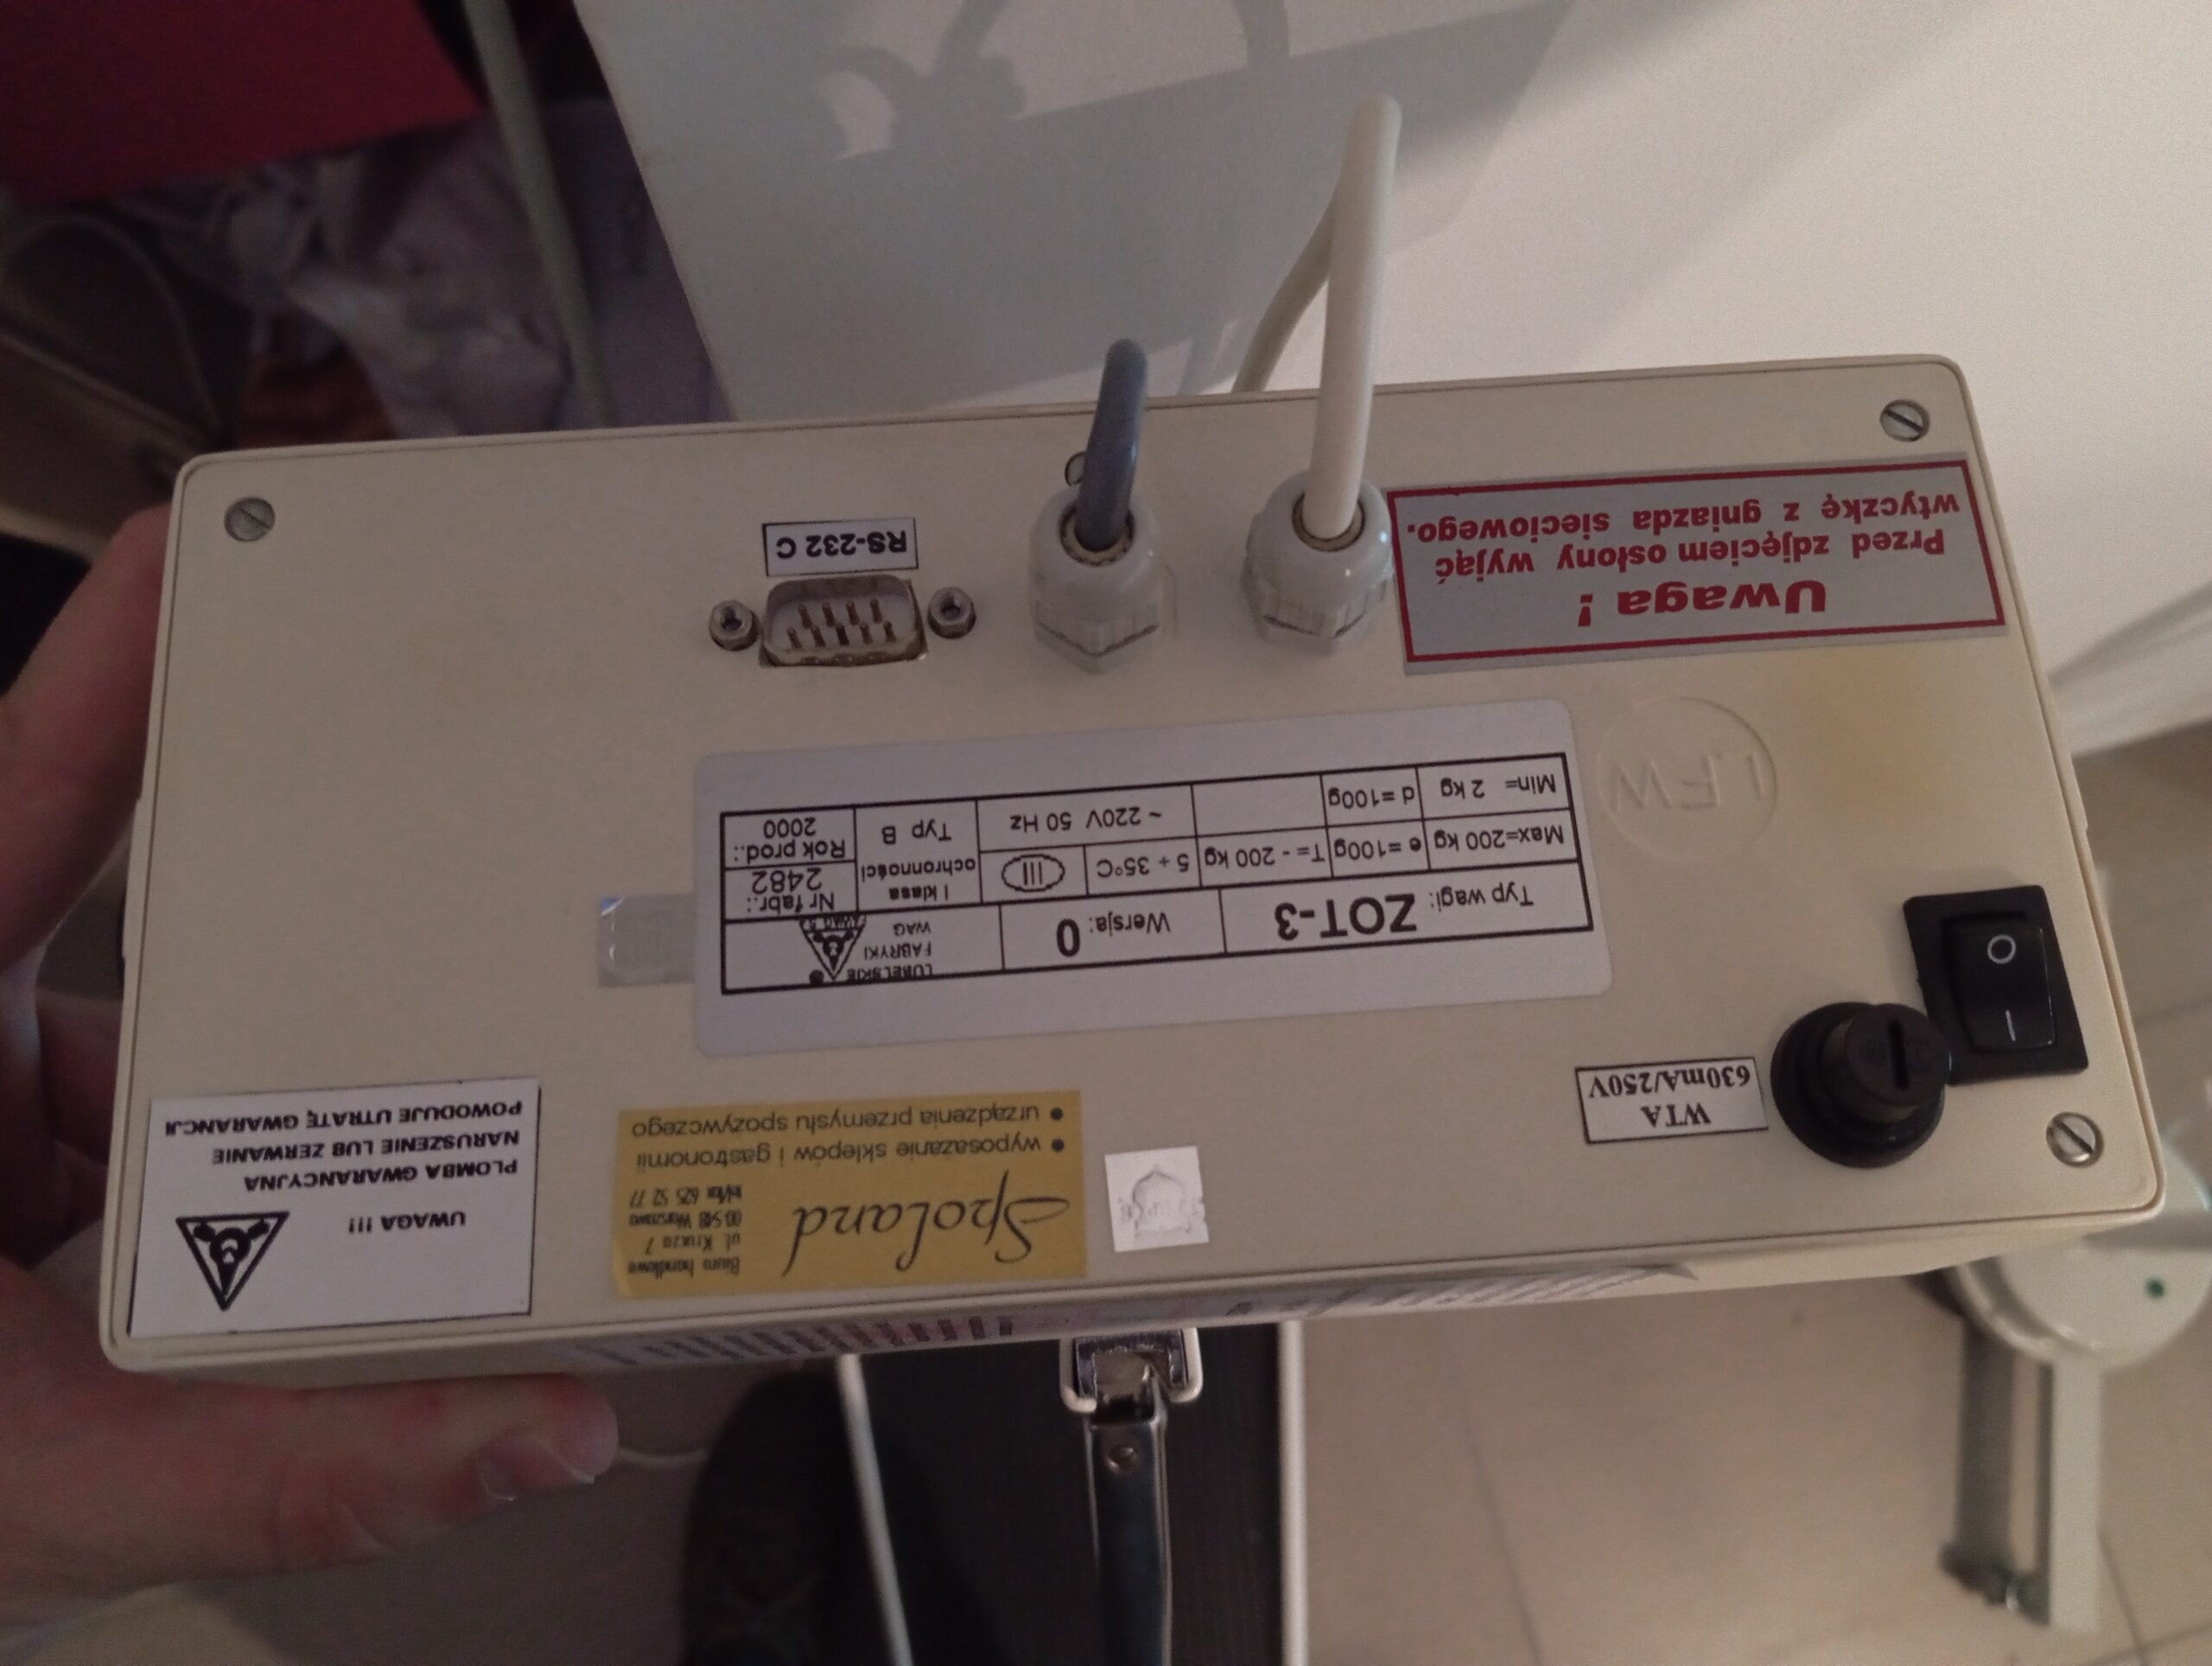 UWAGA !!!
PLOMBA GWARANCYJNA
NARUSZENIE LUB ZERWANIE
POWODUJE UTRATĘ GWARANCJI
Spoland
Biuro handlowe
ul. Krucza 7
00-548 Warszawa
tel/fax 625 52 77
• wyposażanie sklepów i gastronomii
• urządzenia przemysłu spożywczego
WTA
630mA/250V
O
I
Typ wagi: ZOT-3
Wersja: 0
LUBELSKIE
FABRYKI
WAG
Max=200 kg
e =100g
T= - 200 kg
5 ÷ 35°C
III
I klasa
ochronności
Typ B
Nr fabr.:
2482
Min= 2 kg
d =100g
~ 220V 50 Hz
Rok prod.:
2000
LFW
Uwaga !
Przed zdjęciem osłony wyjąć
wtyczkę z gniazda sieciowego.
RS-232 C